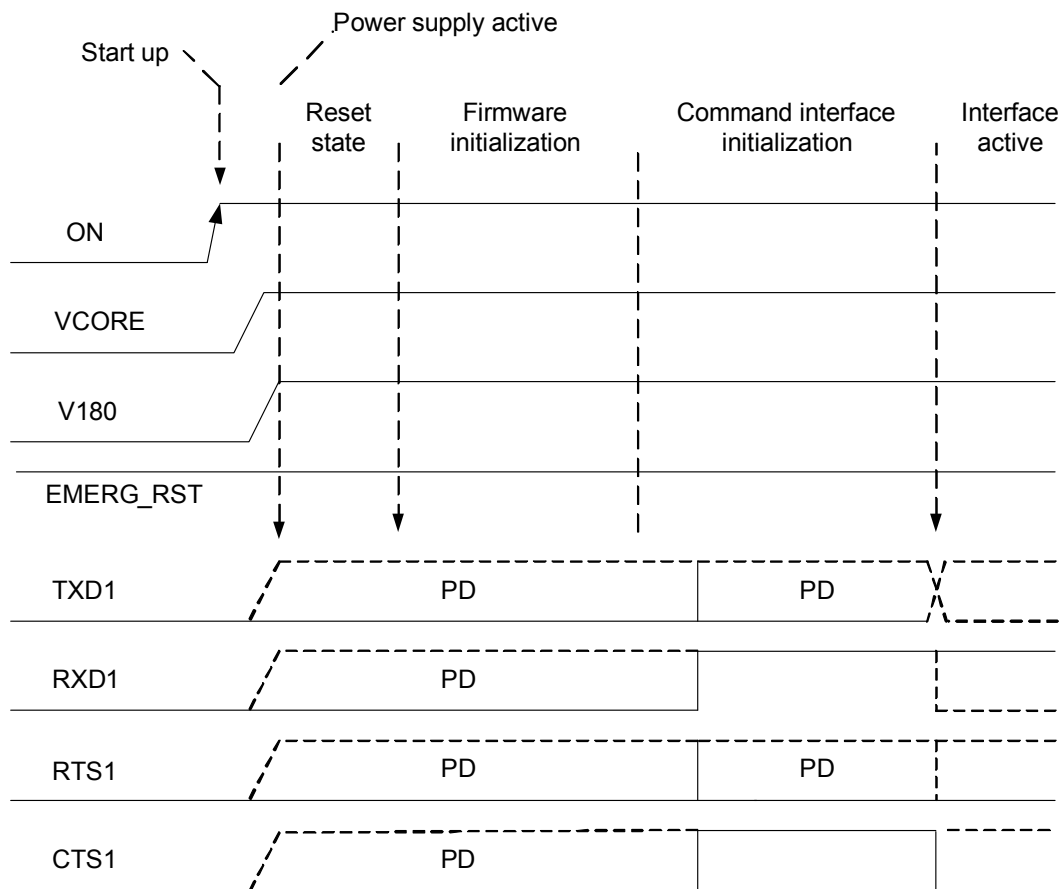 Power supply active
Start up
Reset
state
Firmware
initialization
Command interface
initialization
Interface
active
ON
VCORE
V180
EMERG_RST
TXD1
PD
PD
RXD1
PD
RTS1
PD
PD
CTS1
PD